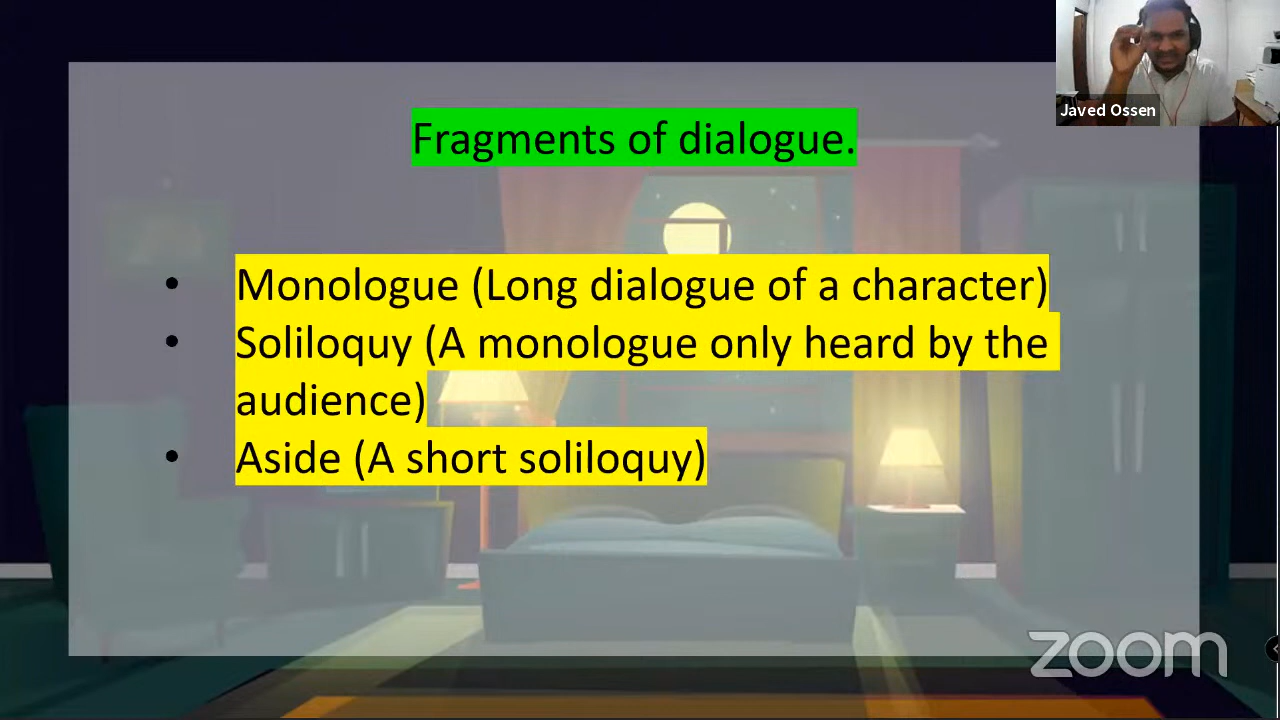 Javed Ossen
Fragments of dialogue.
• Monologue (Long dialogue of a character)
• Soliloquy (A monologue only heard by the
audience)
• Aside (A short soliloquy)
zoom